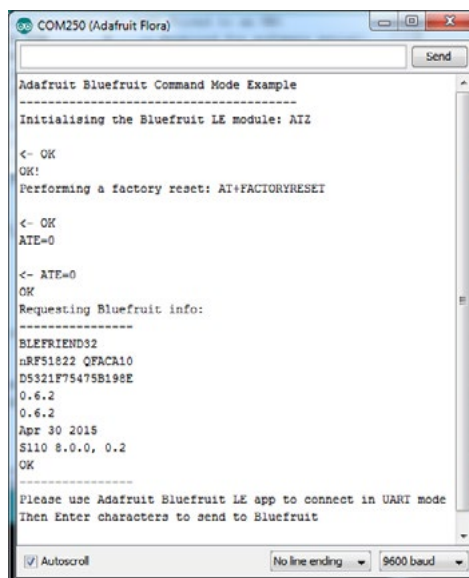 COM250 (Adafruit Flora)
Send
Adafruit Bluefruit Command Mode Example
---------------------------------------
Initialising the Bluefruit LE module: ATZ
<- OK
OK!
Performing a factory reset: AT+FACTORYRESET
<- OK
ATE=0
<- ATE=0
OK
Requesting Bluefruit info:
----------------
BLEFRIEND32
nRF51822 QFACA10
D5321F75475B198E
0.6.2
0.6.2
Apr 30 2015
S110 8.0.0, 0.2
OK
----------------
Please use Adafruit Bluefruit LE app to connect in UART mode
Then Enter characters to send to Bluefruit
Autoscroll
No line ending
9600 baud